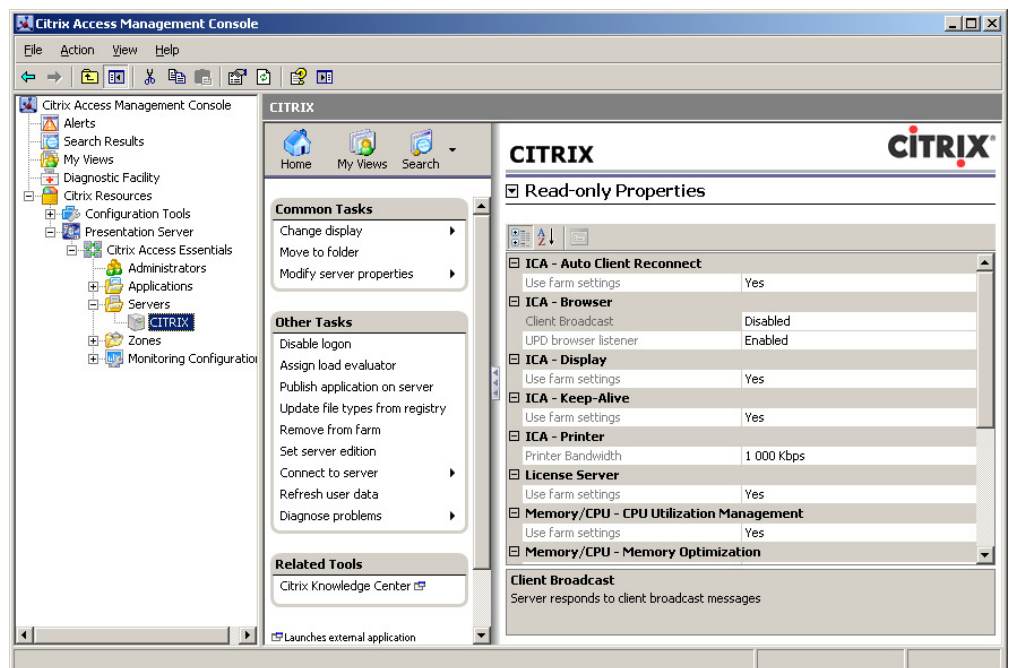 Citrix Access Management Console
File Action View Help
Citrix Access Management Console
Alerts
Search Results
My Views
Diagnostic Facility
Citrix Resources
Configuration Tools
Presentation Server
Citrix Access Essentials
Administrators
Applications
Servers
CITRIX
Zones
Monitoring Configuration
CITRIX
Home My Views Search
Common Tasks
Change display
Move to folder
Modify server properties
Other Tasks
Disable logon
Assign load evaluator
Publish application on server
Update file types from registry
Remove from farm
Set server edition
Connect to server
Refresh user data
Diagnose problems
Related Tools
Citrix Knowledge Center
Launches external application
CITRIX
CITRIX
Read-only Properties
ICA - Auto Client Reconnect
Use farm settings Yes
ICA - Browser
Client Broadcast Disabled
UPD browser listener Enabled
ICA - Display
Use farm settings Yes
ICA - Keep-Alive
Use farm settings Yes
ICA - Printer
Printer Bandwidth 1 000 Kbps
License Server
Use farm settings Yes
Memory/CPU - CPU Utilization Management
Use farm settings Yes
Memory/CPU - Memory Optimization
Client Broadcast
Server responds to client broadcast messages